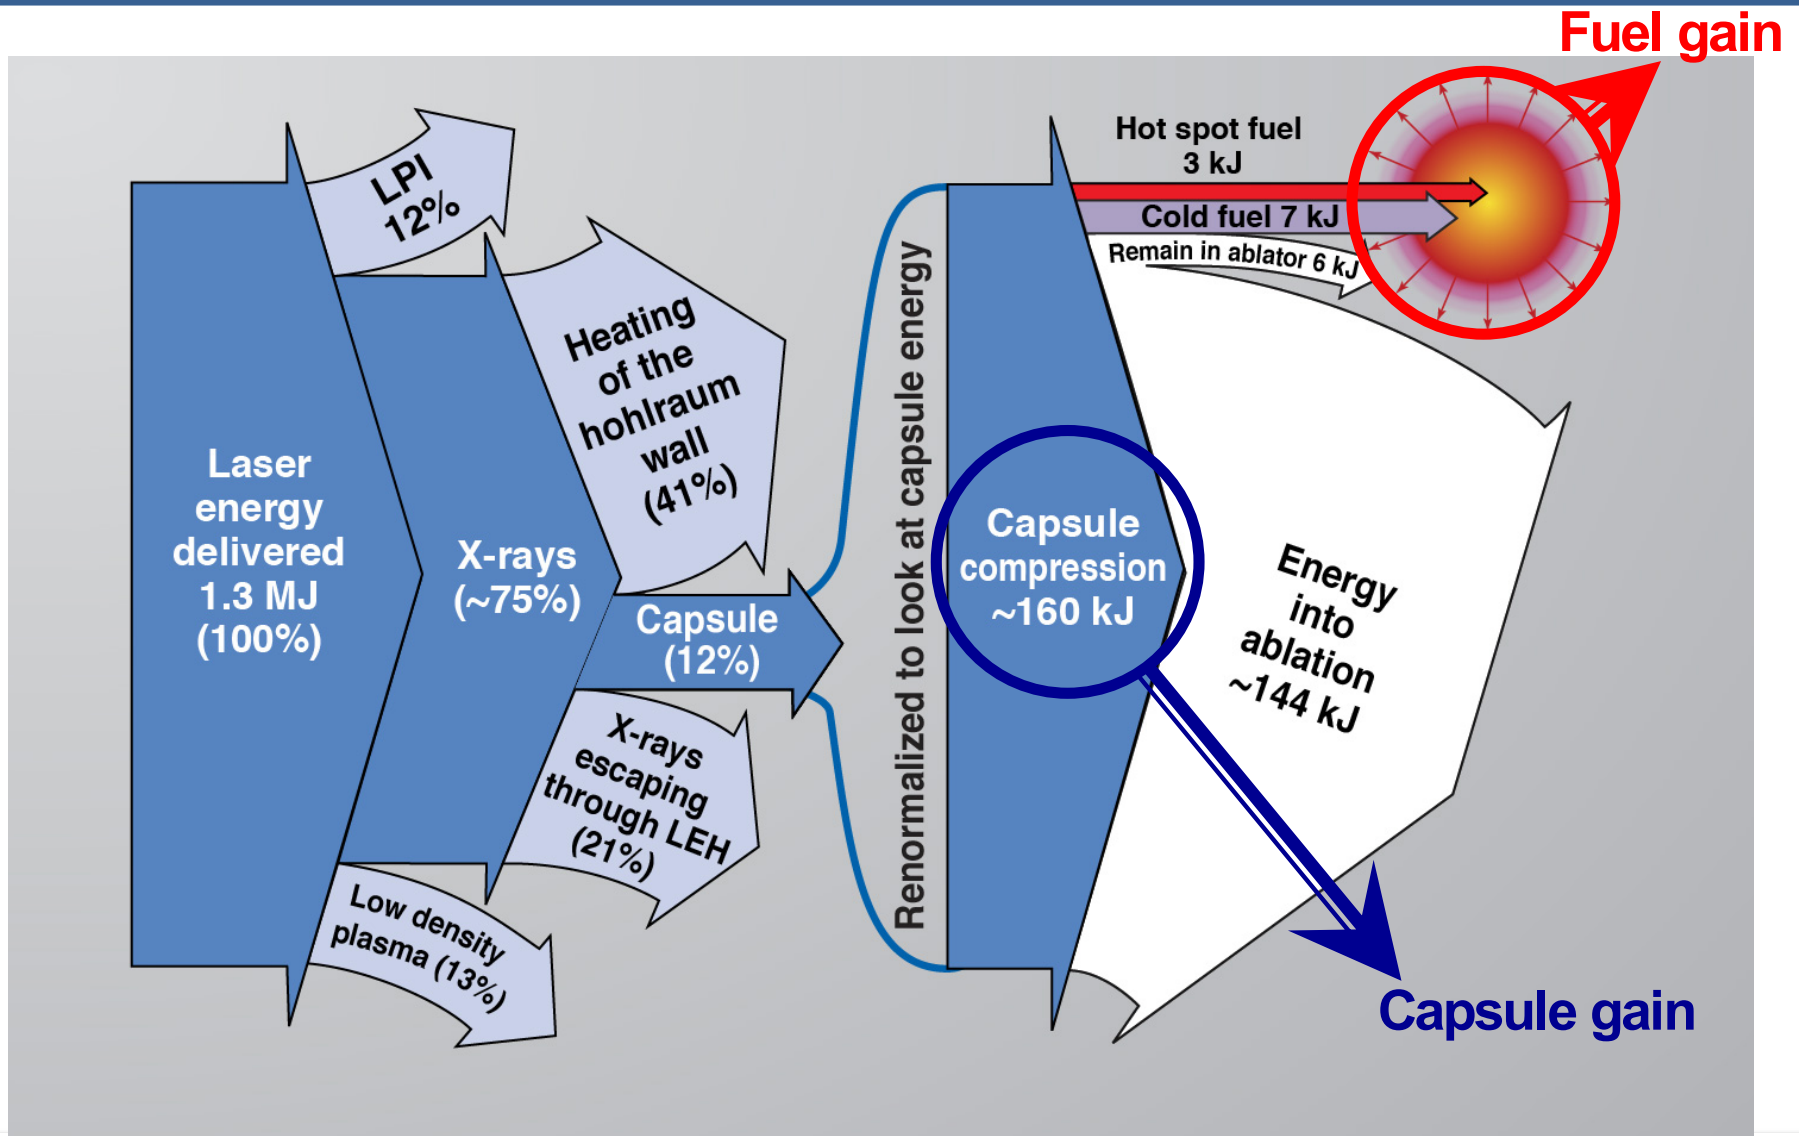 Fuel gain
Hot spot fuel
3 kJ
Cold fuel 7 kJ
Remain in ablator 6 kJ
LPI
12%
Heating
of the
hohlraum
wall
(41%)
Laser
energy
delivered
1.3 MJ
(100%)
X-rays
(~75%)
Capsule
(12%)
X-rays
escaping
through LEH
(21%)
Low density
plasma (13%)
Renormalized to look at capsule energy
Capsule
compression
~160 kJ
Energy
into
ablation
~144 kJ
Capsule gain